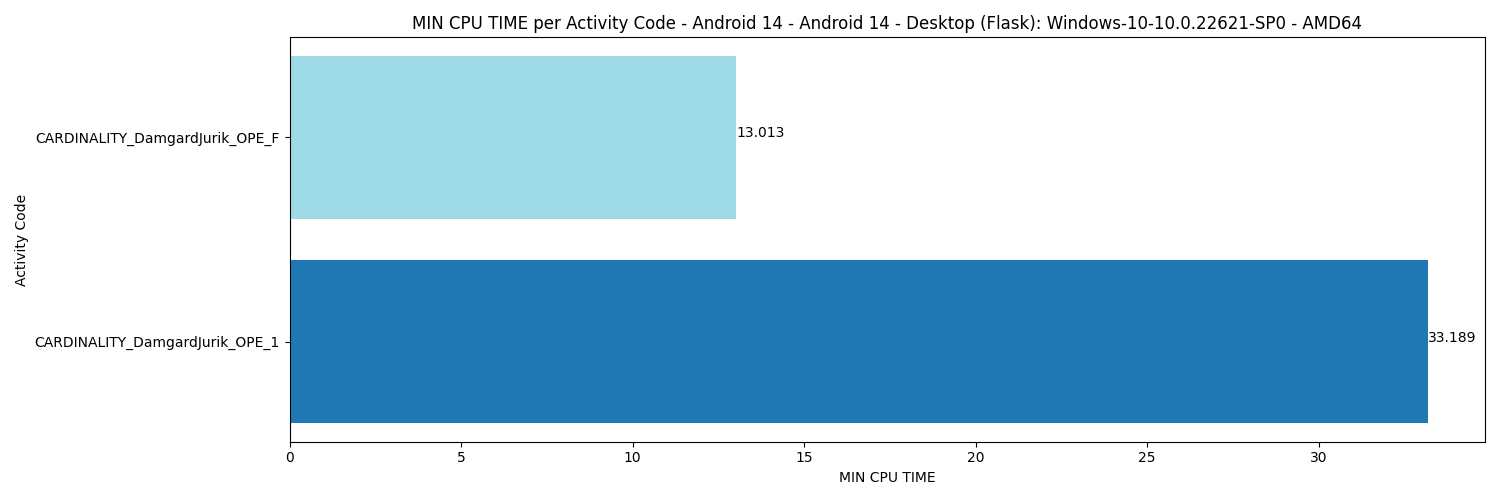 MIN CPU TIME per Activity Code - Android 14 - Android 14 - Desktop (Flask): Windows-10-10.0.22621-SP0 - AMD64
Activity Code
CARDINALITY_DamgardJurik_OPE_F
13.013
CARDINALITY_DamgardJurik_OPE_1
33.189
0 5 10 15 20 25 30
MIN CPU TIME